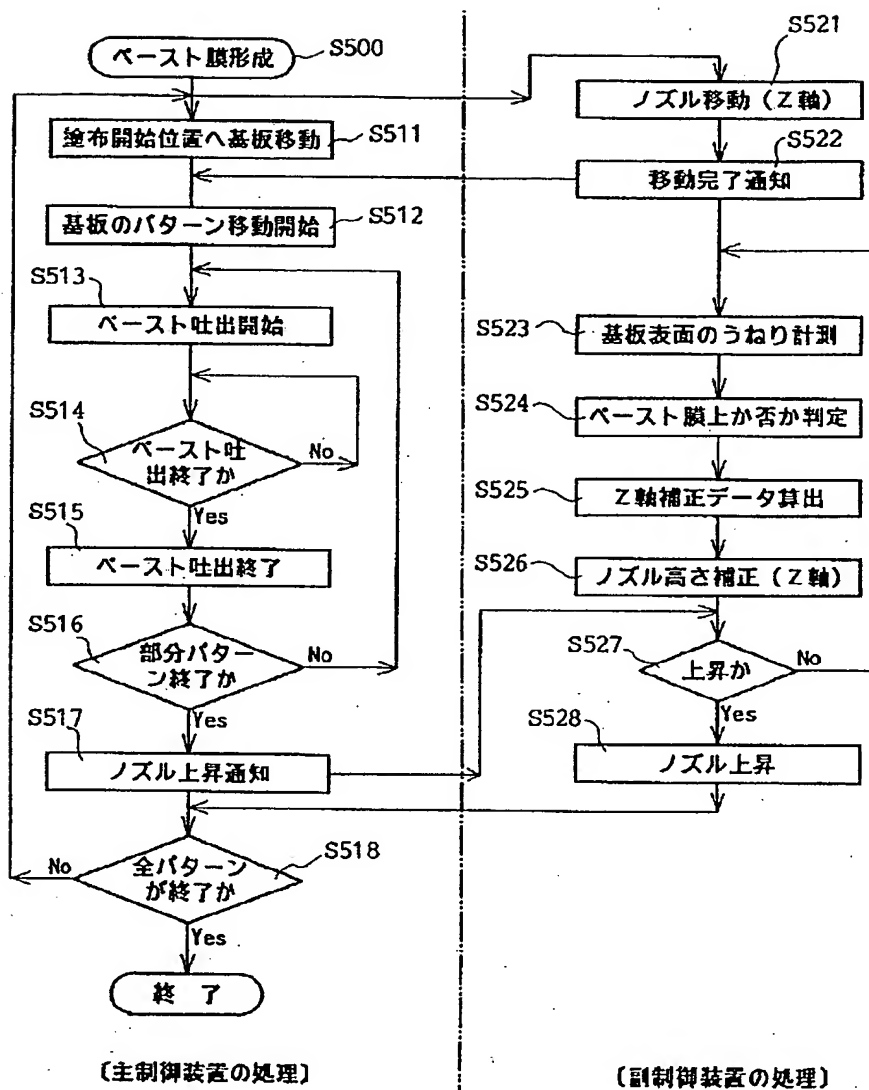 ペースト膜形成
S500
塗布開始位置へ基板移動
S511
基板のパターン移動開始
S512
S513
ペースト吐出開始
S514
ペースト吐
出終了か
No
Yes
S515
ペースト吐出終了
S516
部分パター
ン終了か
No
Yes
S517
ノズル上昇通知
全パターン
が終了か
S518
No
Yes
終 了
〔主制御装置の処理〕
S521
ノズル移動（Z軸）
S522
移動完了通知
S523
基板表面のうねり計測
S524
ペースト膜上か否か判定
S525
Z軸補正データ算出
S526
ノズル高さ補正（Z軸）
S527
上昇か
No
Yes
S528
ノズル上昇
〔副制御装置の処理〕